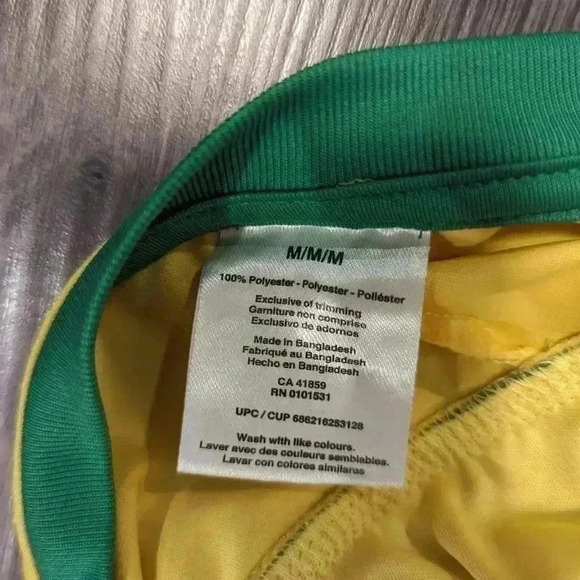 M/M/M
100% Polyester - Polyester - Poliéster
Exclusive of trimming
Garniture non comprise
Exclusivo de adornos
Made in Bangladesh
Fabriqué au Bangladesh
Hecho en Bangladesh
CA 41859
RN 0101531
UPC / CUP 686216253128
Wash with like colours.
Laver avec des couleurs semblables.
Lavar con colores similaros